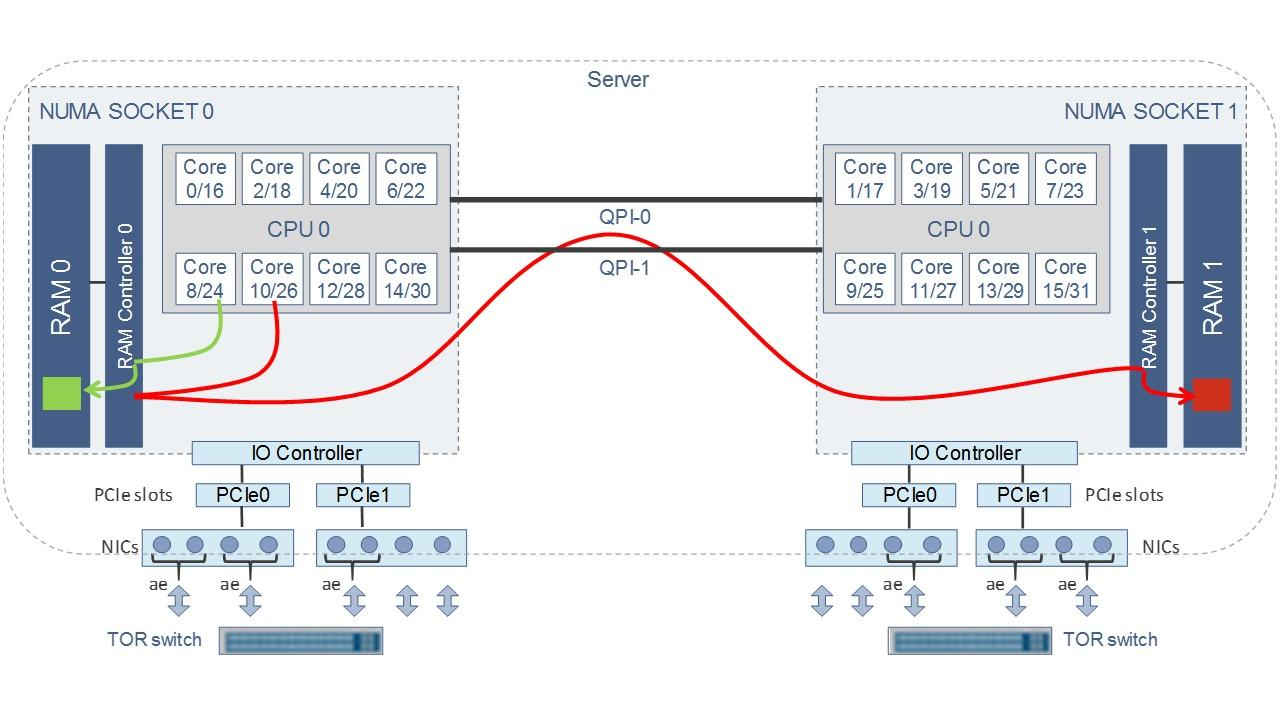 Server
NUMA SOCKET 0
NUMA SOCKET 1
RAM 0
RAM Controller 0
Core
0/16
Core
2/18
Core
4/20
Core
6/22
CPU 0
Core
8/24
Core
10/26
Core
12/28
Core
14/30
QPI-0
QPI-1
Core
1/17
Core
3/19
Core
5/21
Core
7/23
CPU 0
Core
9/25
Core
11/27
Core
13/29
Core
15/31
RAM Controller 1
RAM 1
IO Controller
IO Controller
PCIe slots
PCIe0
PCIe1
PCIe0
PCIe1
PCIe slots
NICs
NICs
ae
ae
ae
ae
ae
ae
TOR switch
TOR switch